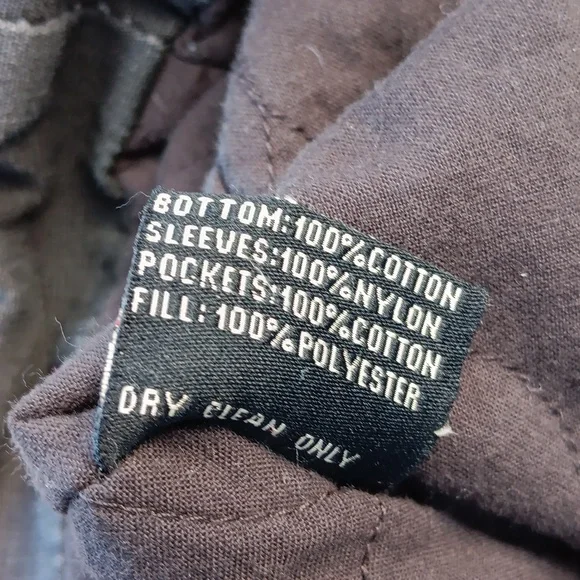 BOTTOM:100%COTTON
SLEEVES:100%NYLON
POCKETS:100%COTTON
FILL:100%POLYESTER
DRY CLEAN ONLY